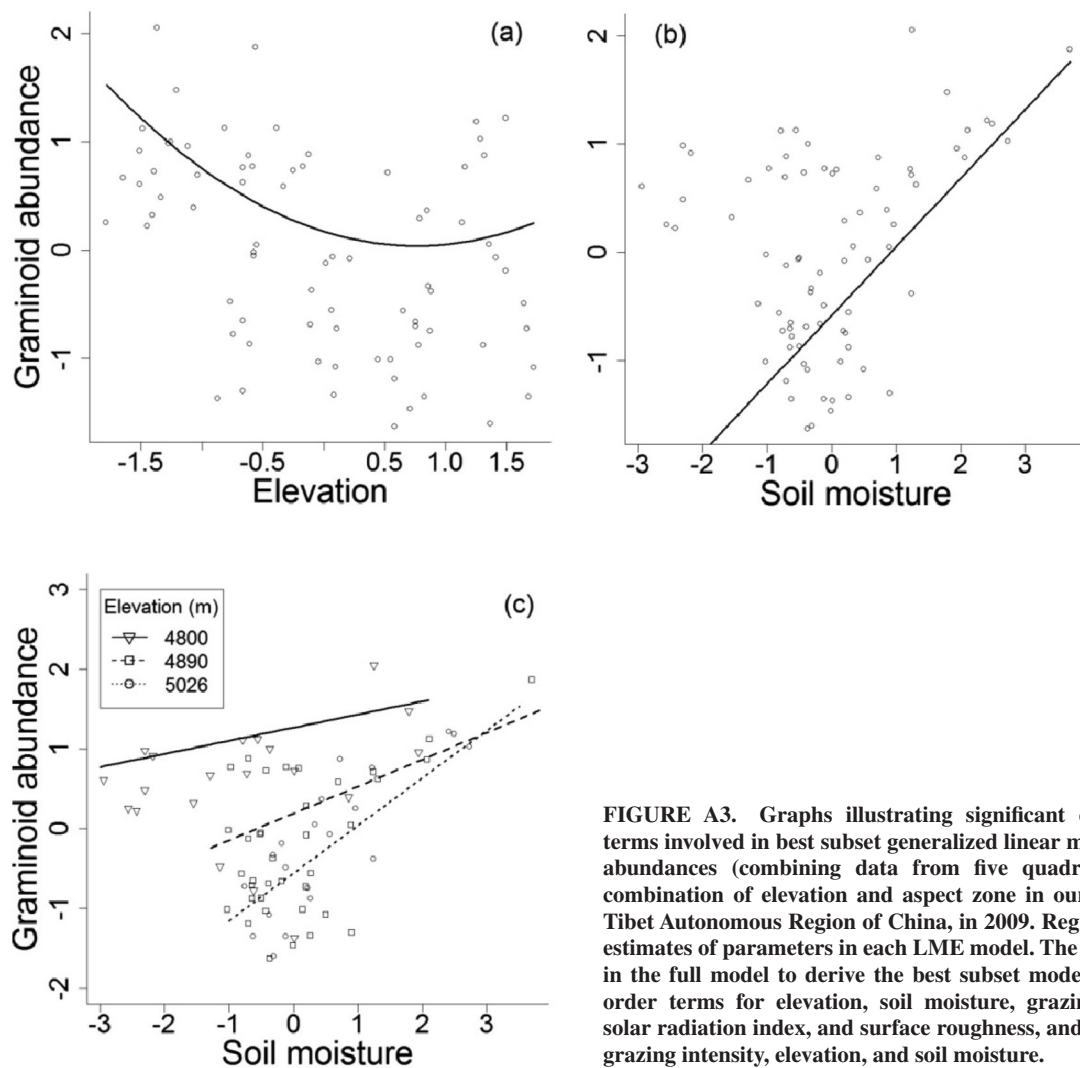 (a)
2
1
0
-1
Graminoid abundance
-1.5
-0.5
0.5
1.0
1.5
Elevation
(b)
2
1
0
-1
-3
-2
-1
0
1
2
3
Soil moisture
(c)
3
2
1
0
-1
-2
Graminoid abundance
Elevation (m)
4800
4890
5026
-3
-2
-1
0
1
2
3
Soil moisture
FIGURE A3. Graphs illustrating significant
terms involved in best subset generalized linear
abundances (combining data from five
combination of elevation and aspect zone in our
Tibet Autonomous Region of China, in 2009.
estimates of parameters in each LME model. The
in the full model to derive the best subset
order terms for elevation, soil moisture,
solar radiation index, and surface roughness, and
grazing intensity, elevation, and soil moisture.